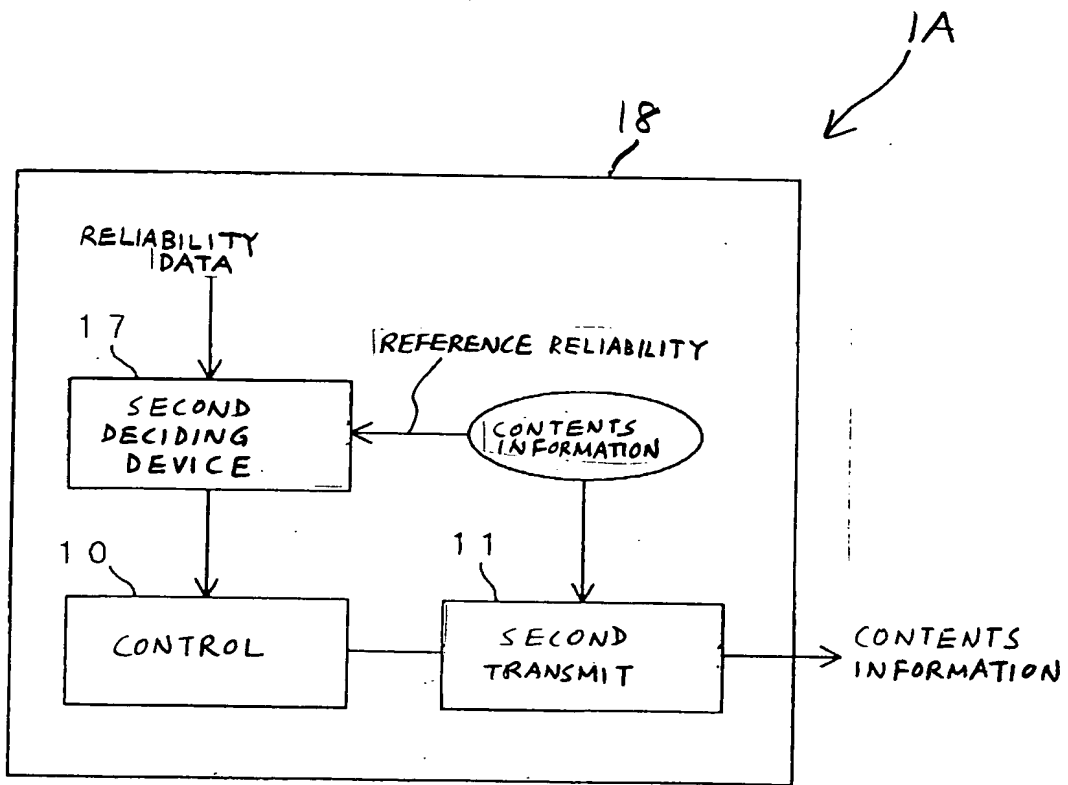 1A
18
RELIABILITY
DATA
17
REFERENCE RELIABILITY
SECOND
DECIDING
DEVICE
CONTENTS
INFORMATION
10
11
CONTROL
SECOND
TRANSMIT
CONTENTS
INFORMATION